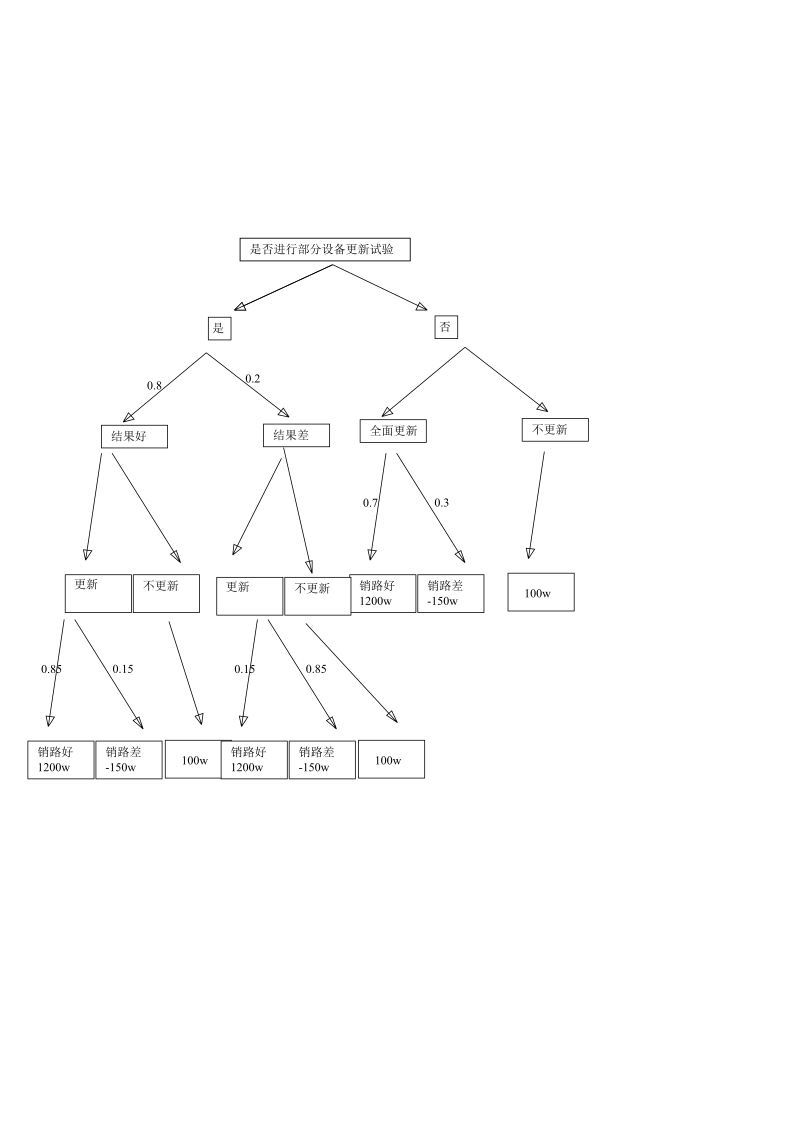 是否进行部分设备更新试验
是
否
0.8
0.2
结果好
结果差
全面更新
不更新
0.7
0.3
更新
不更新
更新
不更新
销路好
1200w
销路差
-150w
100w
0.85
0.15
0.15
0.85
销路好
1200w
销路差
-150w
100w
销路好
1200w
销路差
-150w
100w